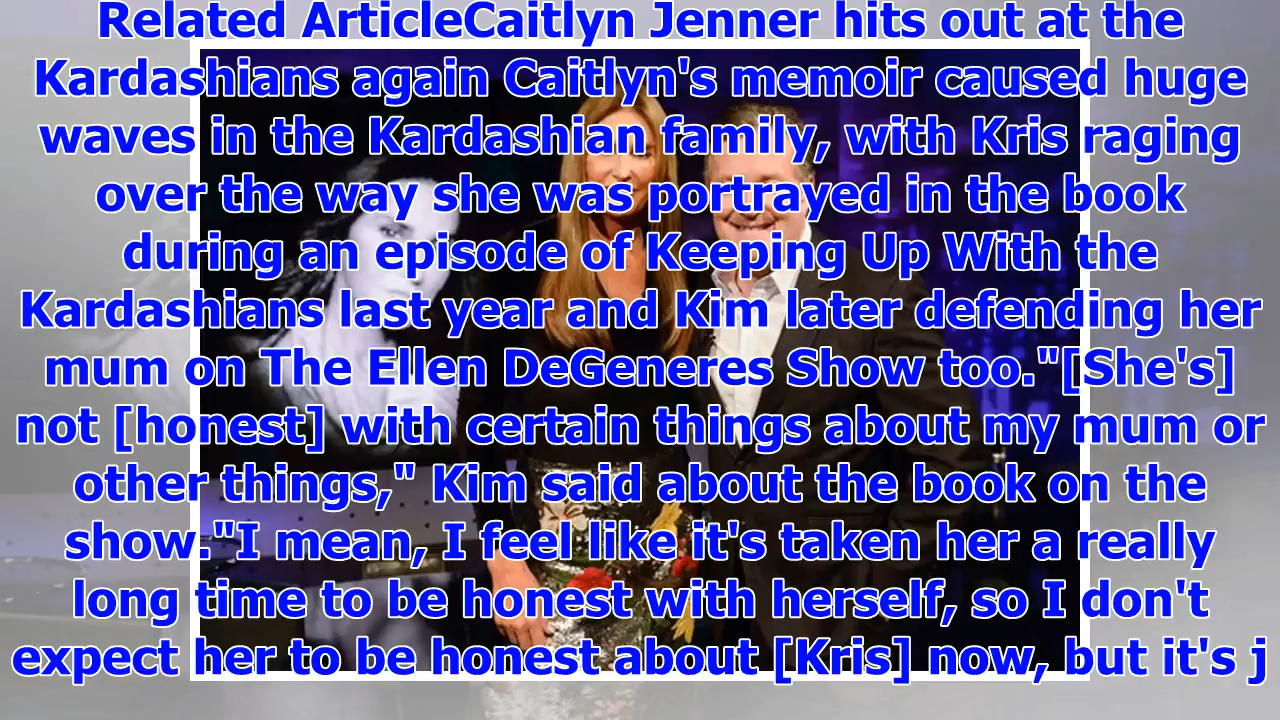 Related ArticleCaitlyn Jenner hits out at the
Kardashians again Caitlyn's memoir caused huge
waves in the Kardashian family, with Kris raging
over the way she was portrayed in the book
during an episode of Keeping Up With the
Kardashians last year and Kim later defending her
mum on The Ellen DeGeneres Show too."[She's]
not [honest] with certain things about my mum or
other things," Kim said about the book on the
show."I mean, I feel like it's taken her a really
long time to be honest with herself, so I don't
expect her to be honest about [Kris] now, but it's j